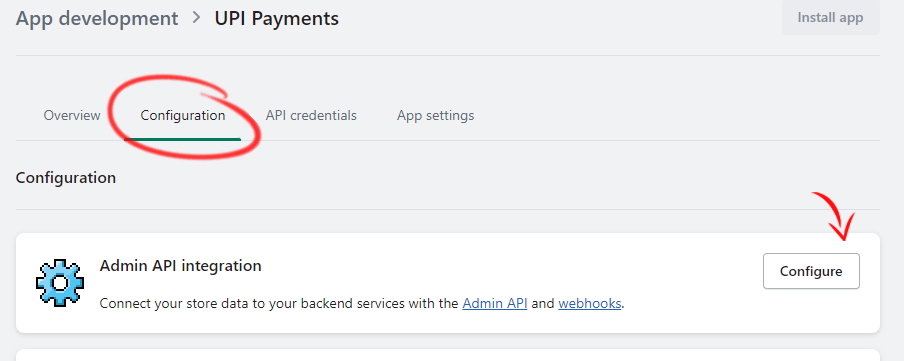 App development > UPI Payments
Install app
Overview Configuration API credentials App settings
Configuration
Admin API integration
Configure
Connect your store data to your backend services with the Admin API and webhooks.